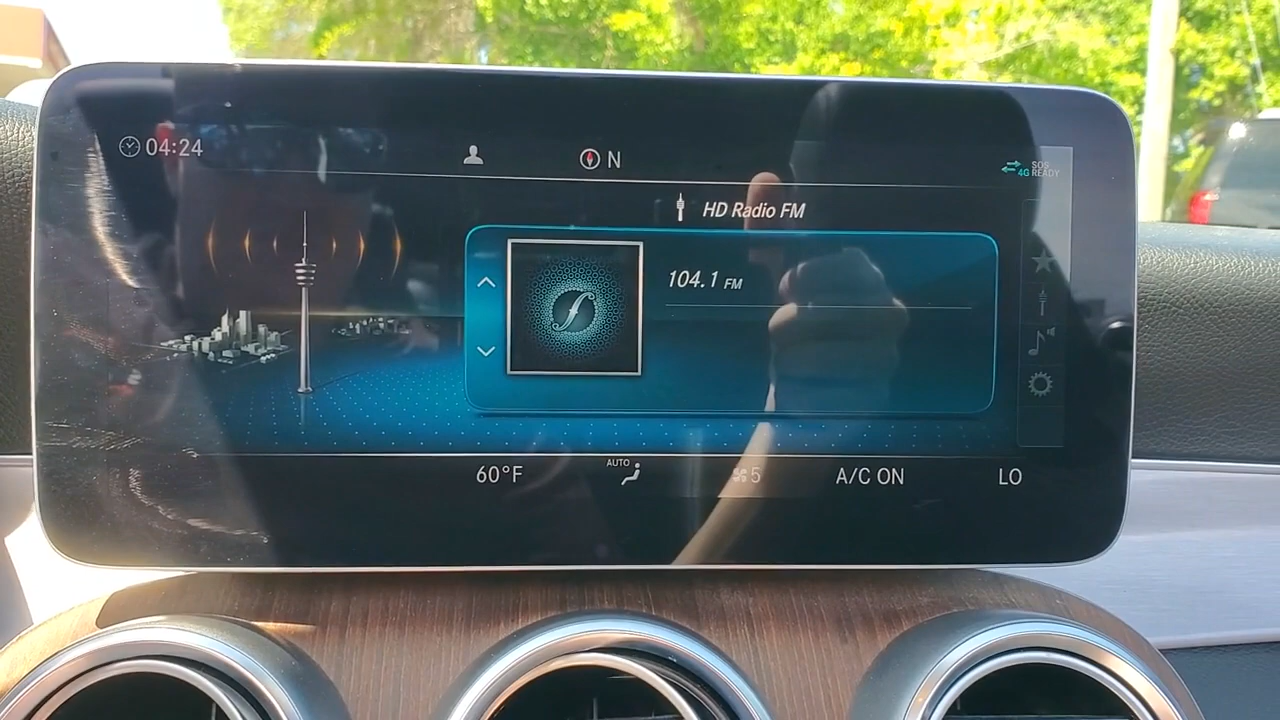 04:24
N
4G SOS READY
HD Radio FM
104.1 FM
f
60°F
AUTO
5
A/C ON
LO